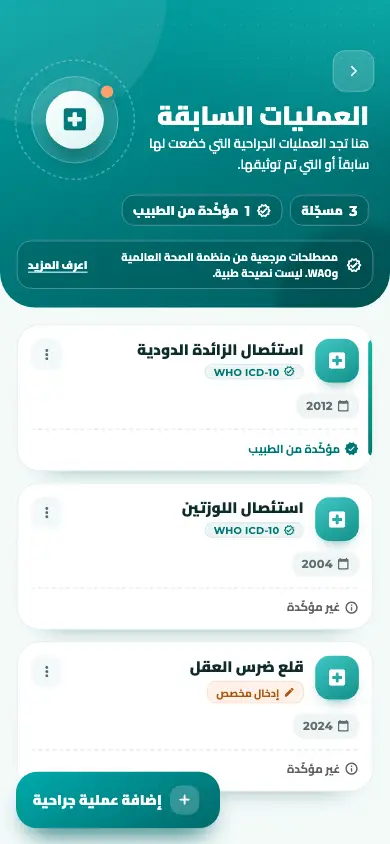 العمليات السابقة
هنا تجد العمليات الجراحية التي خضعت لها
سابقاً أو التي تم توثيقها.
3 مسجّلة
1 مؤكّدة من الطبيب
مصطلحات مرجعية من منظمة الصحة العالمية
وWAO. ليست نصيحة طبية.
اعرف المزيد
استئصال الزائدة الدودية
WHO ICD-10
2012
مؤكّدة من الطبيب
استئصال اللوزتين
WHO ICD-10
2004
غير مؤكّدة
قلع ضرس العقل
إدخال مخصص
2024
غير مؤكّدة
إضافة عملية جراحية